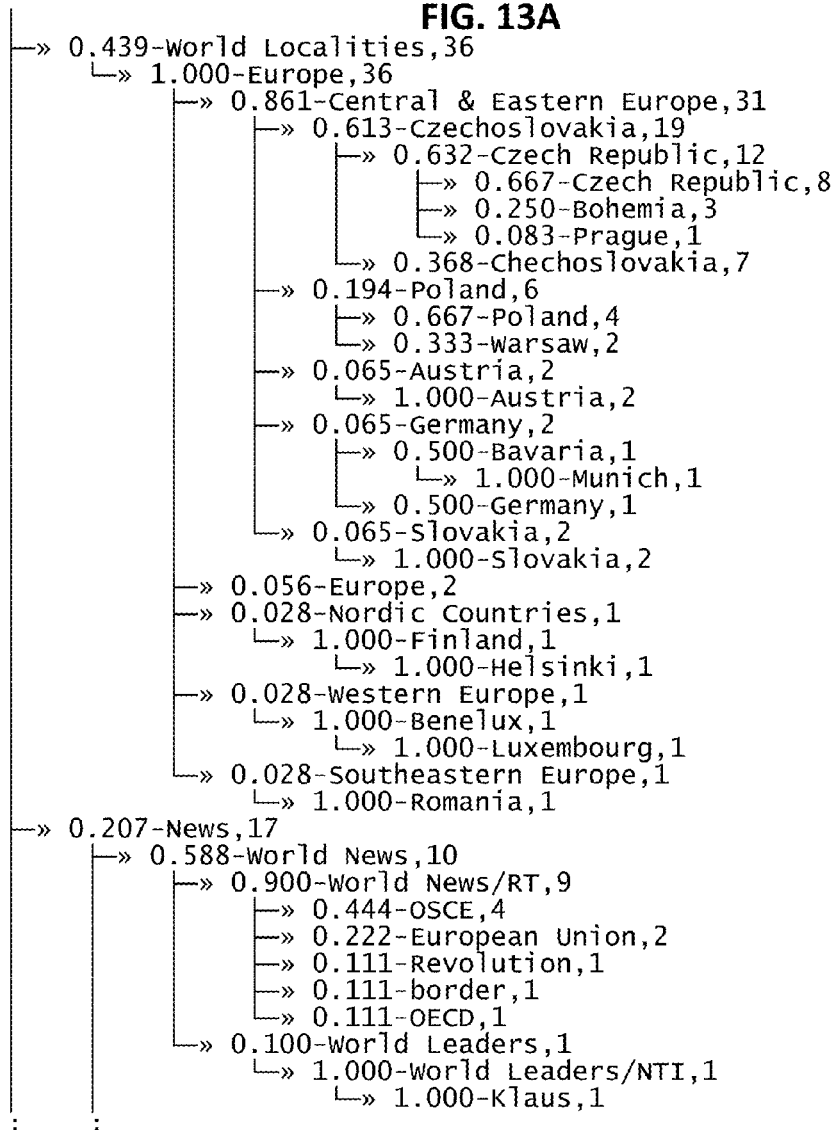 FIG. 13A
0.439-World Localities,36
1.000-Europe,36
0.861-Central & Eastern Europe,31
0.613-Czechoslovakia,19
0.632-Czech Republic,12
0.667-Czech Republic,8
0.250-Bohemia,3
0.083-Prague,1
0.368-Chechoslovakia,7
0.194-Poland,6
0.667-Poland,4
0.333-Warsaw,2
0.065-Austria,2
1.000-Austria,2
0.065-Germany,2
0.500-Bavaria,1
1.000-Munich,1
0.500-Germany,1
0.065-Slovakia,2
1.000-Slovakia,2
0.056-Europe,2
0.028-Nordic Countries,1
1.000-Finland,1
1.000-Helsinki,1
0.028-Western Europe,1
1.000-Benelux,1
1.000-Luxembourg,1
0.028-Southeastern Europe,1
1.000-Romania,1
0.207-News,17
0.588-World News,10
0.900-World News/RT,9
0.444-OSCE,4
0.222-European Union,2
0.111-Revolution,1
0.111-border,1
0.111-OECD,1
0.100-World Leaders,1
1.000-World Leaders/NTI,1
1.000-Klaus,1